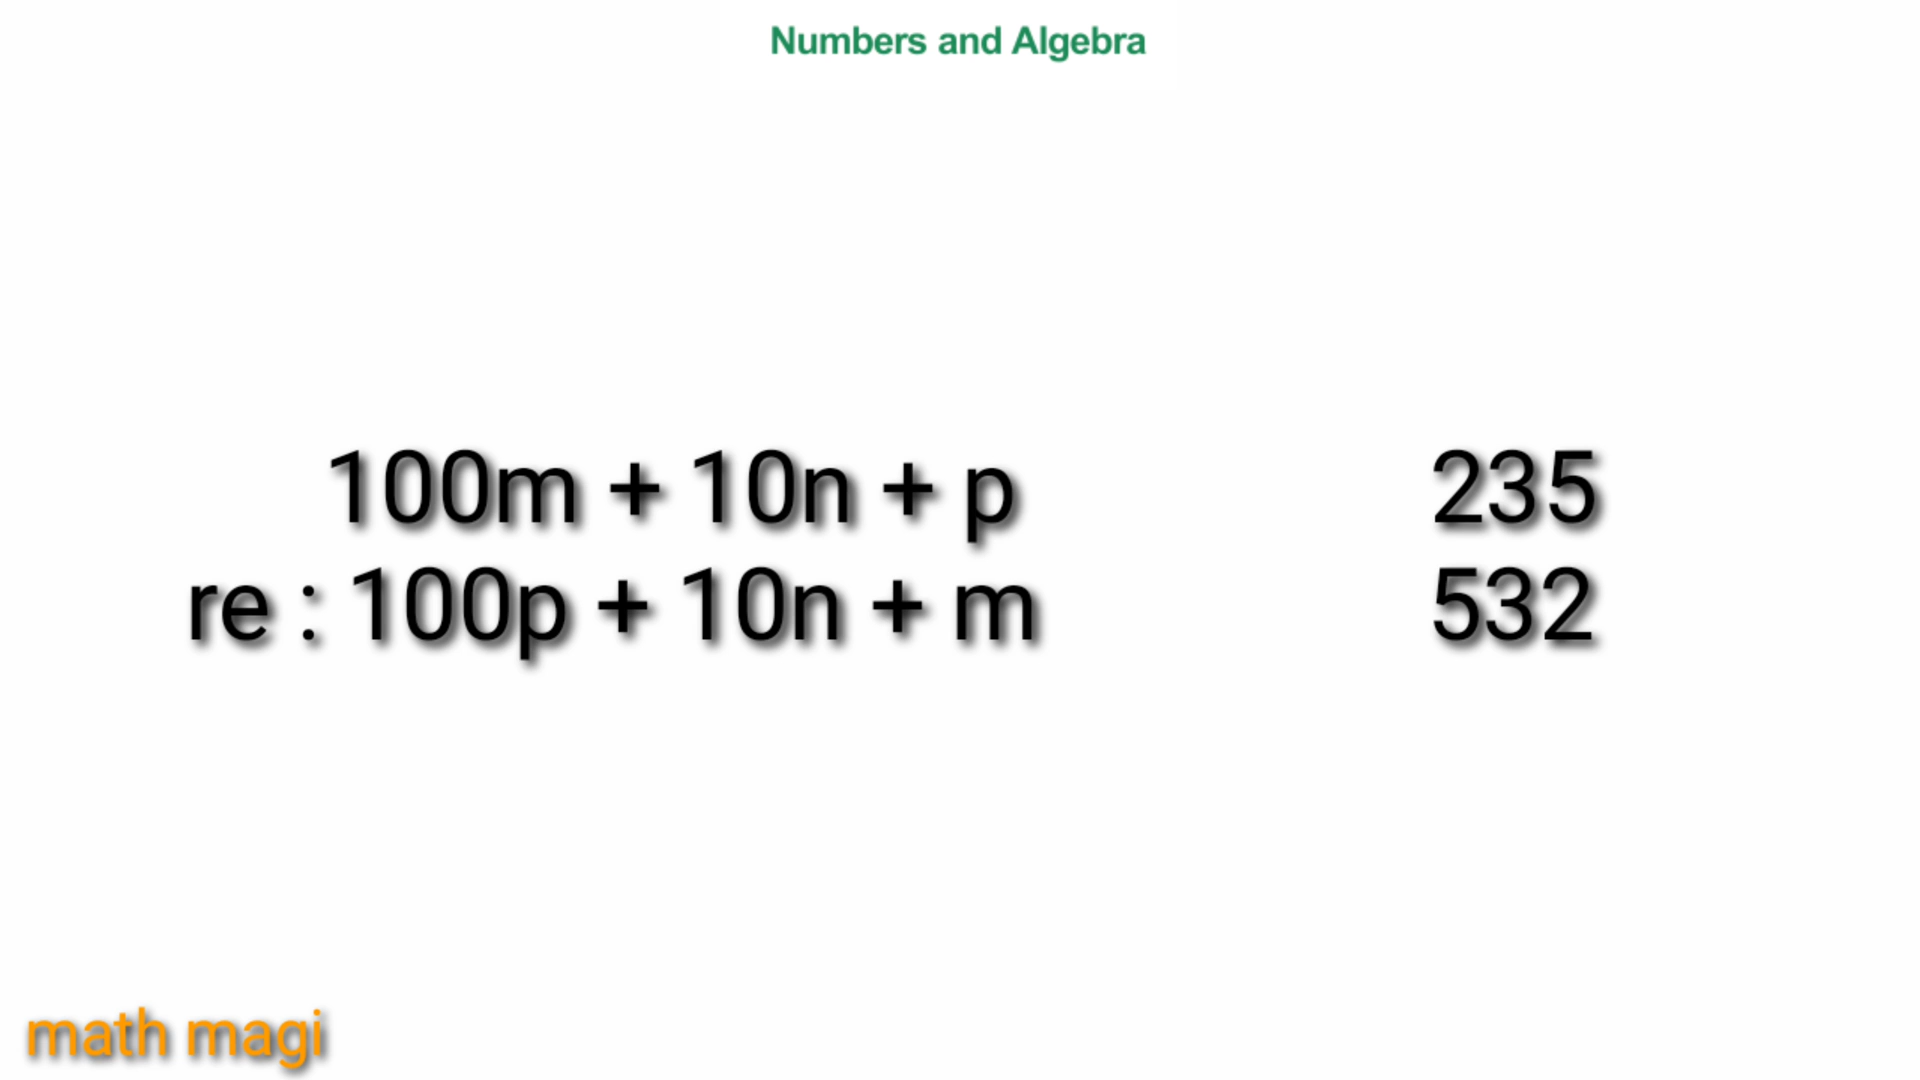 Numbers and Algebra
100m + 10n + p 235
re : 100p + 10n + m 532
math magi